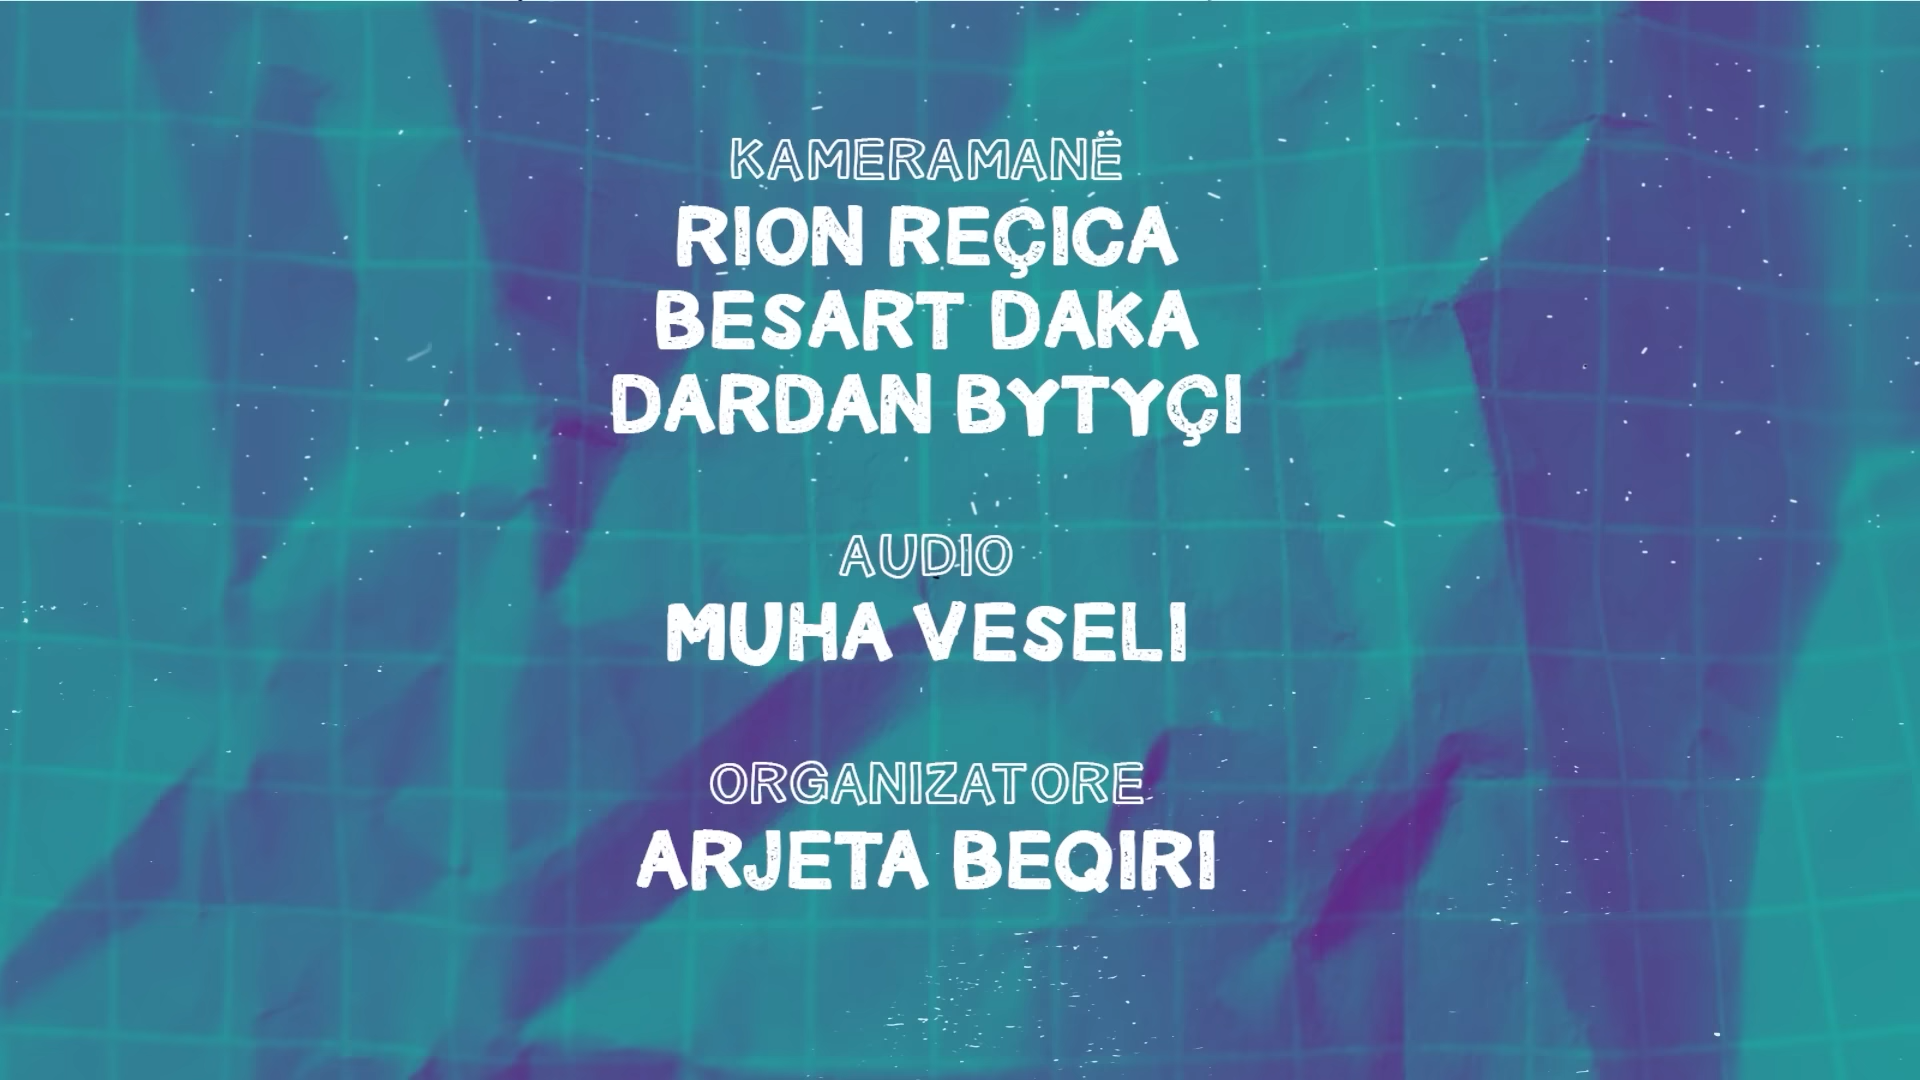 KAMERAMANË
RION REÇICA
BESART DAKA
DARDAN BYTYÇI
AUDIO
MUHA VESELI
ORGANIZATORE
ARJETA BEQIRI